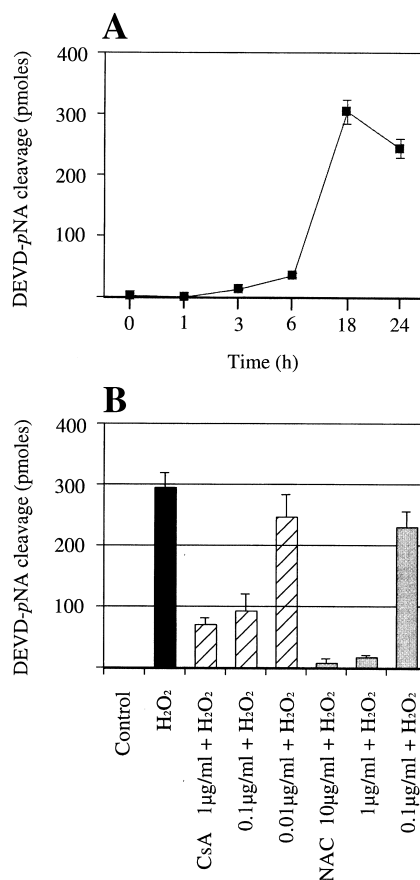 A
DEVD-pNA cleavage (pmoles)
400
300
200
100
0 1 3 6 18 24
Time (h)
B
DEVD-pNA cleavage (pmoles)
400
300
200
100
Control
H₂O₂
CsA 1µg/ml + H₂O₂
0.1µg/ml + H₂O₂
0.01µg/ml + H₂O₂
NAC 10µg/ml + H₂O₂
1µg/ml + H₂O₂
0.1µg/ml + H₂O₂